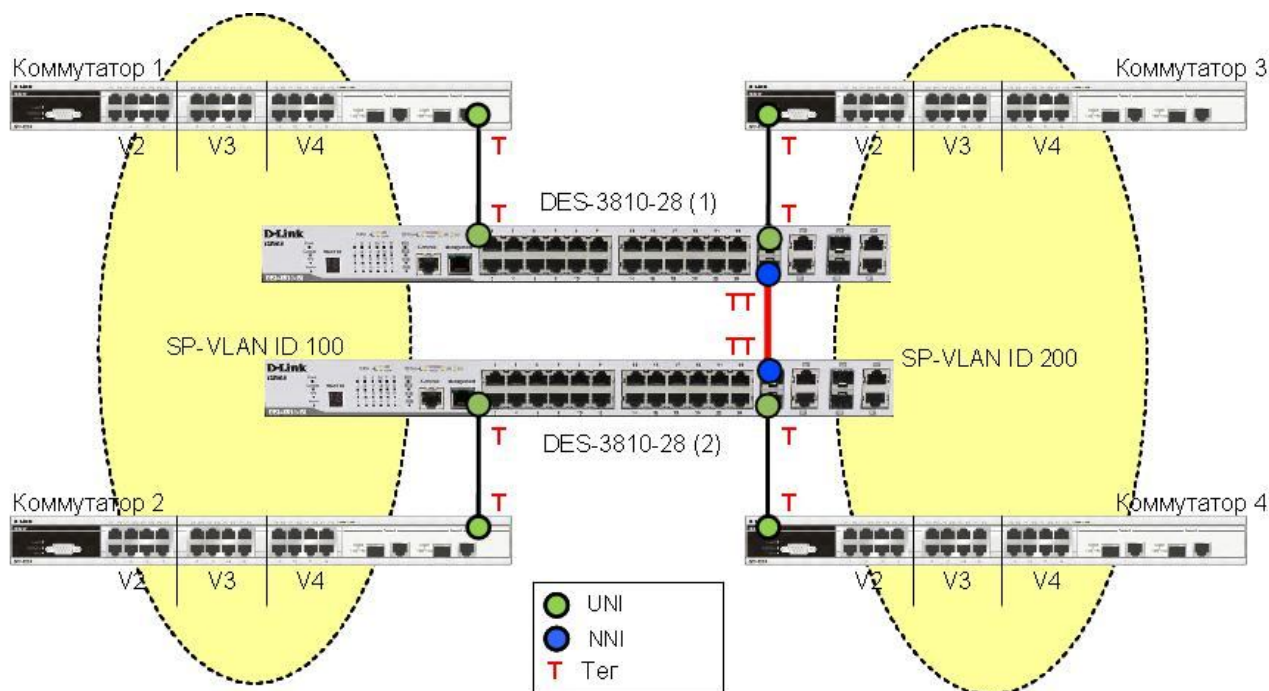 Коммутатор 1
Коммутатор 3
V2 V3 V4
V2 V3 V4
T
T
DES-3810-28 (1)
T
T
D-Link
TT
SP-VLAN ID 100
TT
SP-VLAN ID 200
D-Link
T
T
DES-3810-28 (2)
Коммутатор 2
T
T
Коммутатор 4
V2 V3 V4
V2 V3 V4
UNI
NNI
T Тег